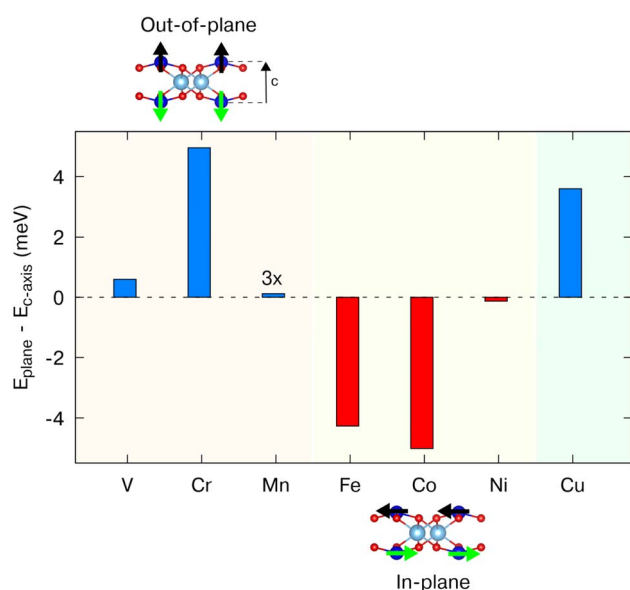 Out-of-plane
c
E_plane - E_c-axis (meV)
4
2
0
-2
-4
3x
V Cr Mn Fe Co Ni Cu
In-plane